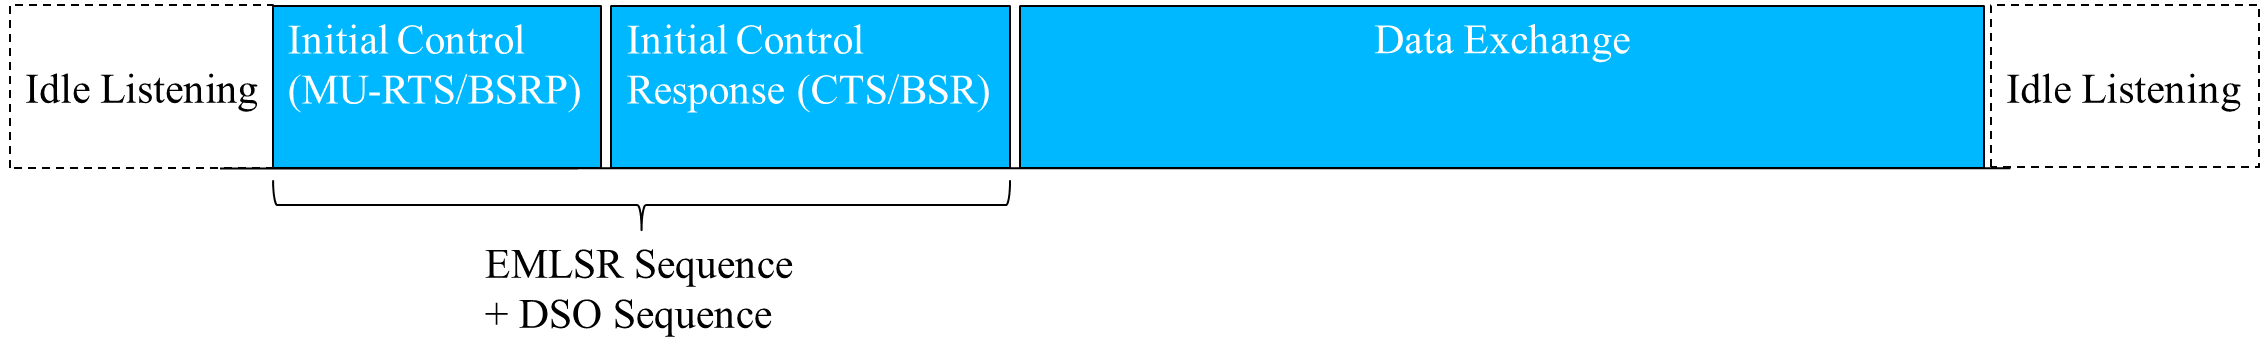 Idle Listening
Initial Control
(MU-RTS/BSRP)
Initial Control
Response (CTS/BSR)
Data Exchange
Idle Listening
EMLSR Sequence
+ DSO Sequence